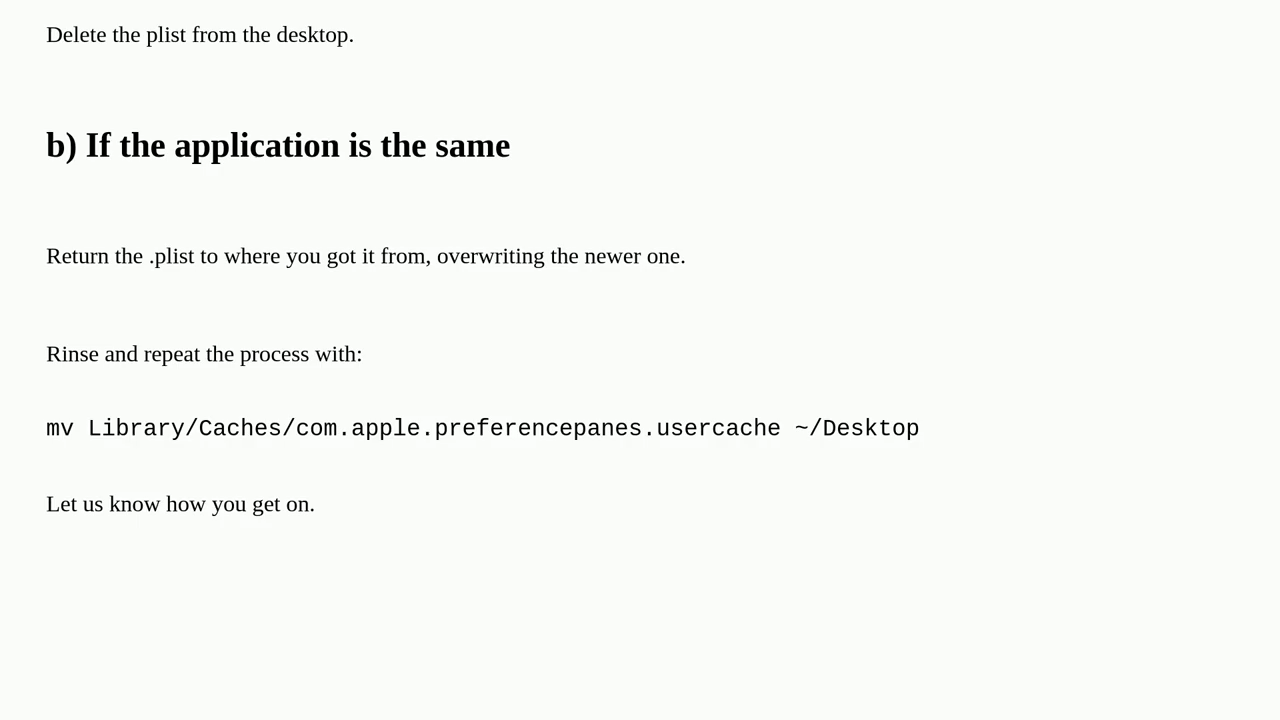 Delete the plist from the desktop.
b) If the application is the same
Return the .plist to where you got it from, overwriting the newer one.
Rinse and repeat the process with:
mv Library/Caches/com.apple.preferencepanes.usercache ~/Desktop
Let us know how you get on.